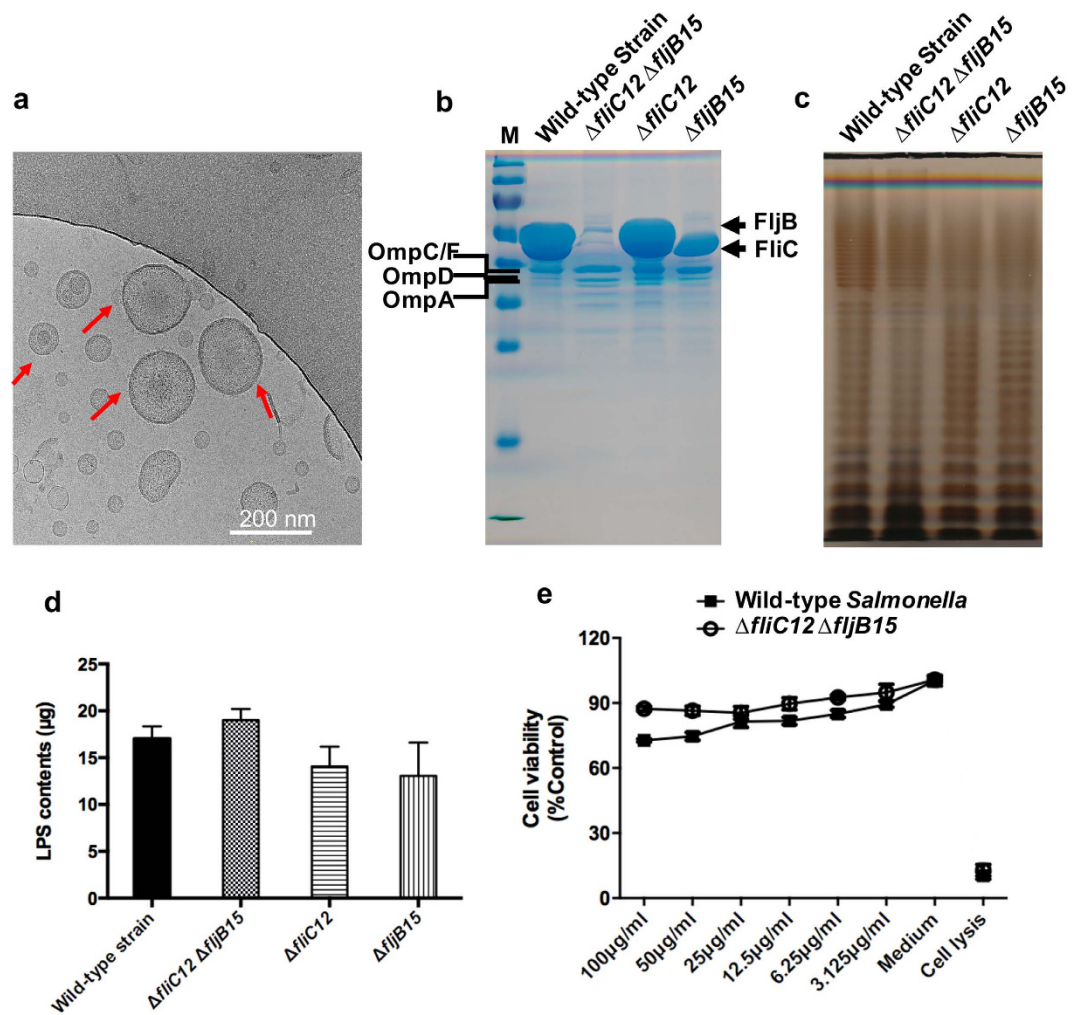 a
200 nm
b
M
Wild-type Strain
ΔfliC12 ΔfljB15
ΔfliC12
ΔfljB15
OmpC/F
OmpD
OmpA
FljB
FliC
c
Wild-type Strain
ΔfliC12 ΔfljB15
ΔfliC12
ΔfljB15
d
LPS contents (µg)
25
20
15
10
5
0
Wild-type strain
ΔfliC12 ΔfljB15
ΔfliC12
ΔfljB15
e
Wild-type Salmonella
ΔfliC12 ΔfljB15
Cell viability
(%Control)
120
90
60
30
0
100µg/ml
50µg/ml
25µg/ml
12.5µg/ml
6.25µg/ml
3.125µg/ml
Medium
Cell lysis